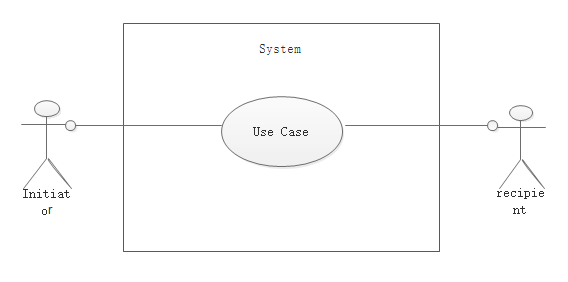 System
Use Case
Initiat
or
recipie
nt